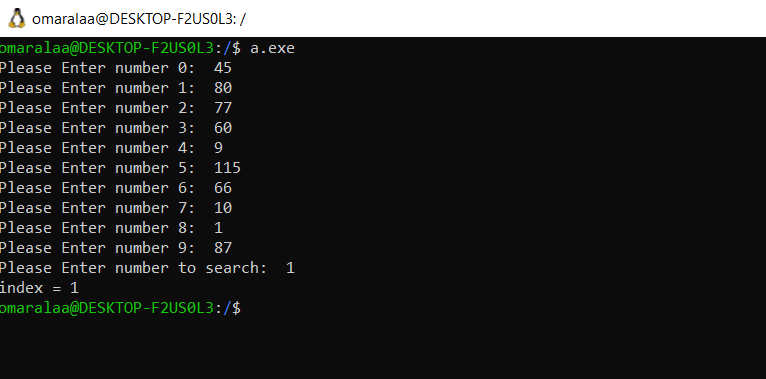 omaralaa@DESKTOP-F2US0L3: /
omaralaa@DESKTOP-F2US0L3:/$ a.exe
Please Enter number 0:  45
Please Enter number 1:  80
Please Enter number 2:  77
Please Enter number 3:  60
Please Enter number 4:  9
Please Enter number 5:  115
Please Enter number 6:  66
Please Enter number 7:  10
Please Enter number 8:  1
Please Enter number 9:  87
Please Enter number to search:  1
index = 1
omaralaa@DESKTOP-F2US0L3:/$